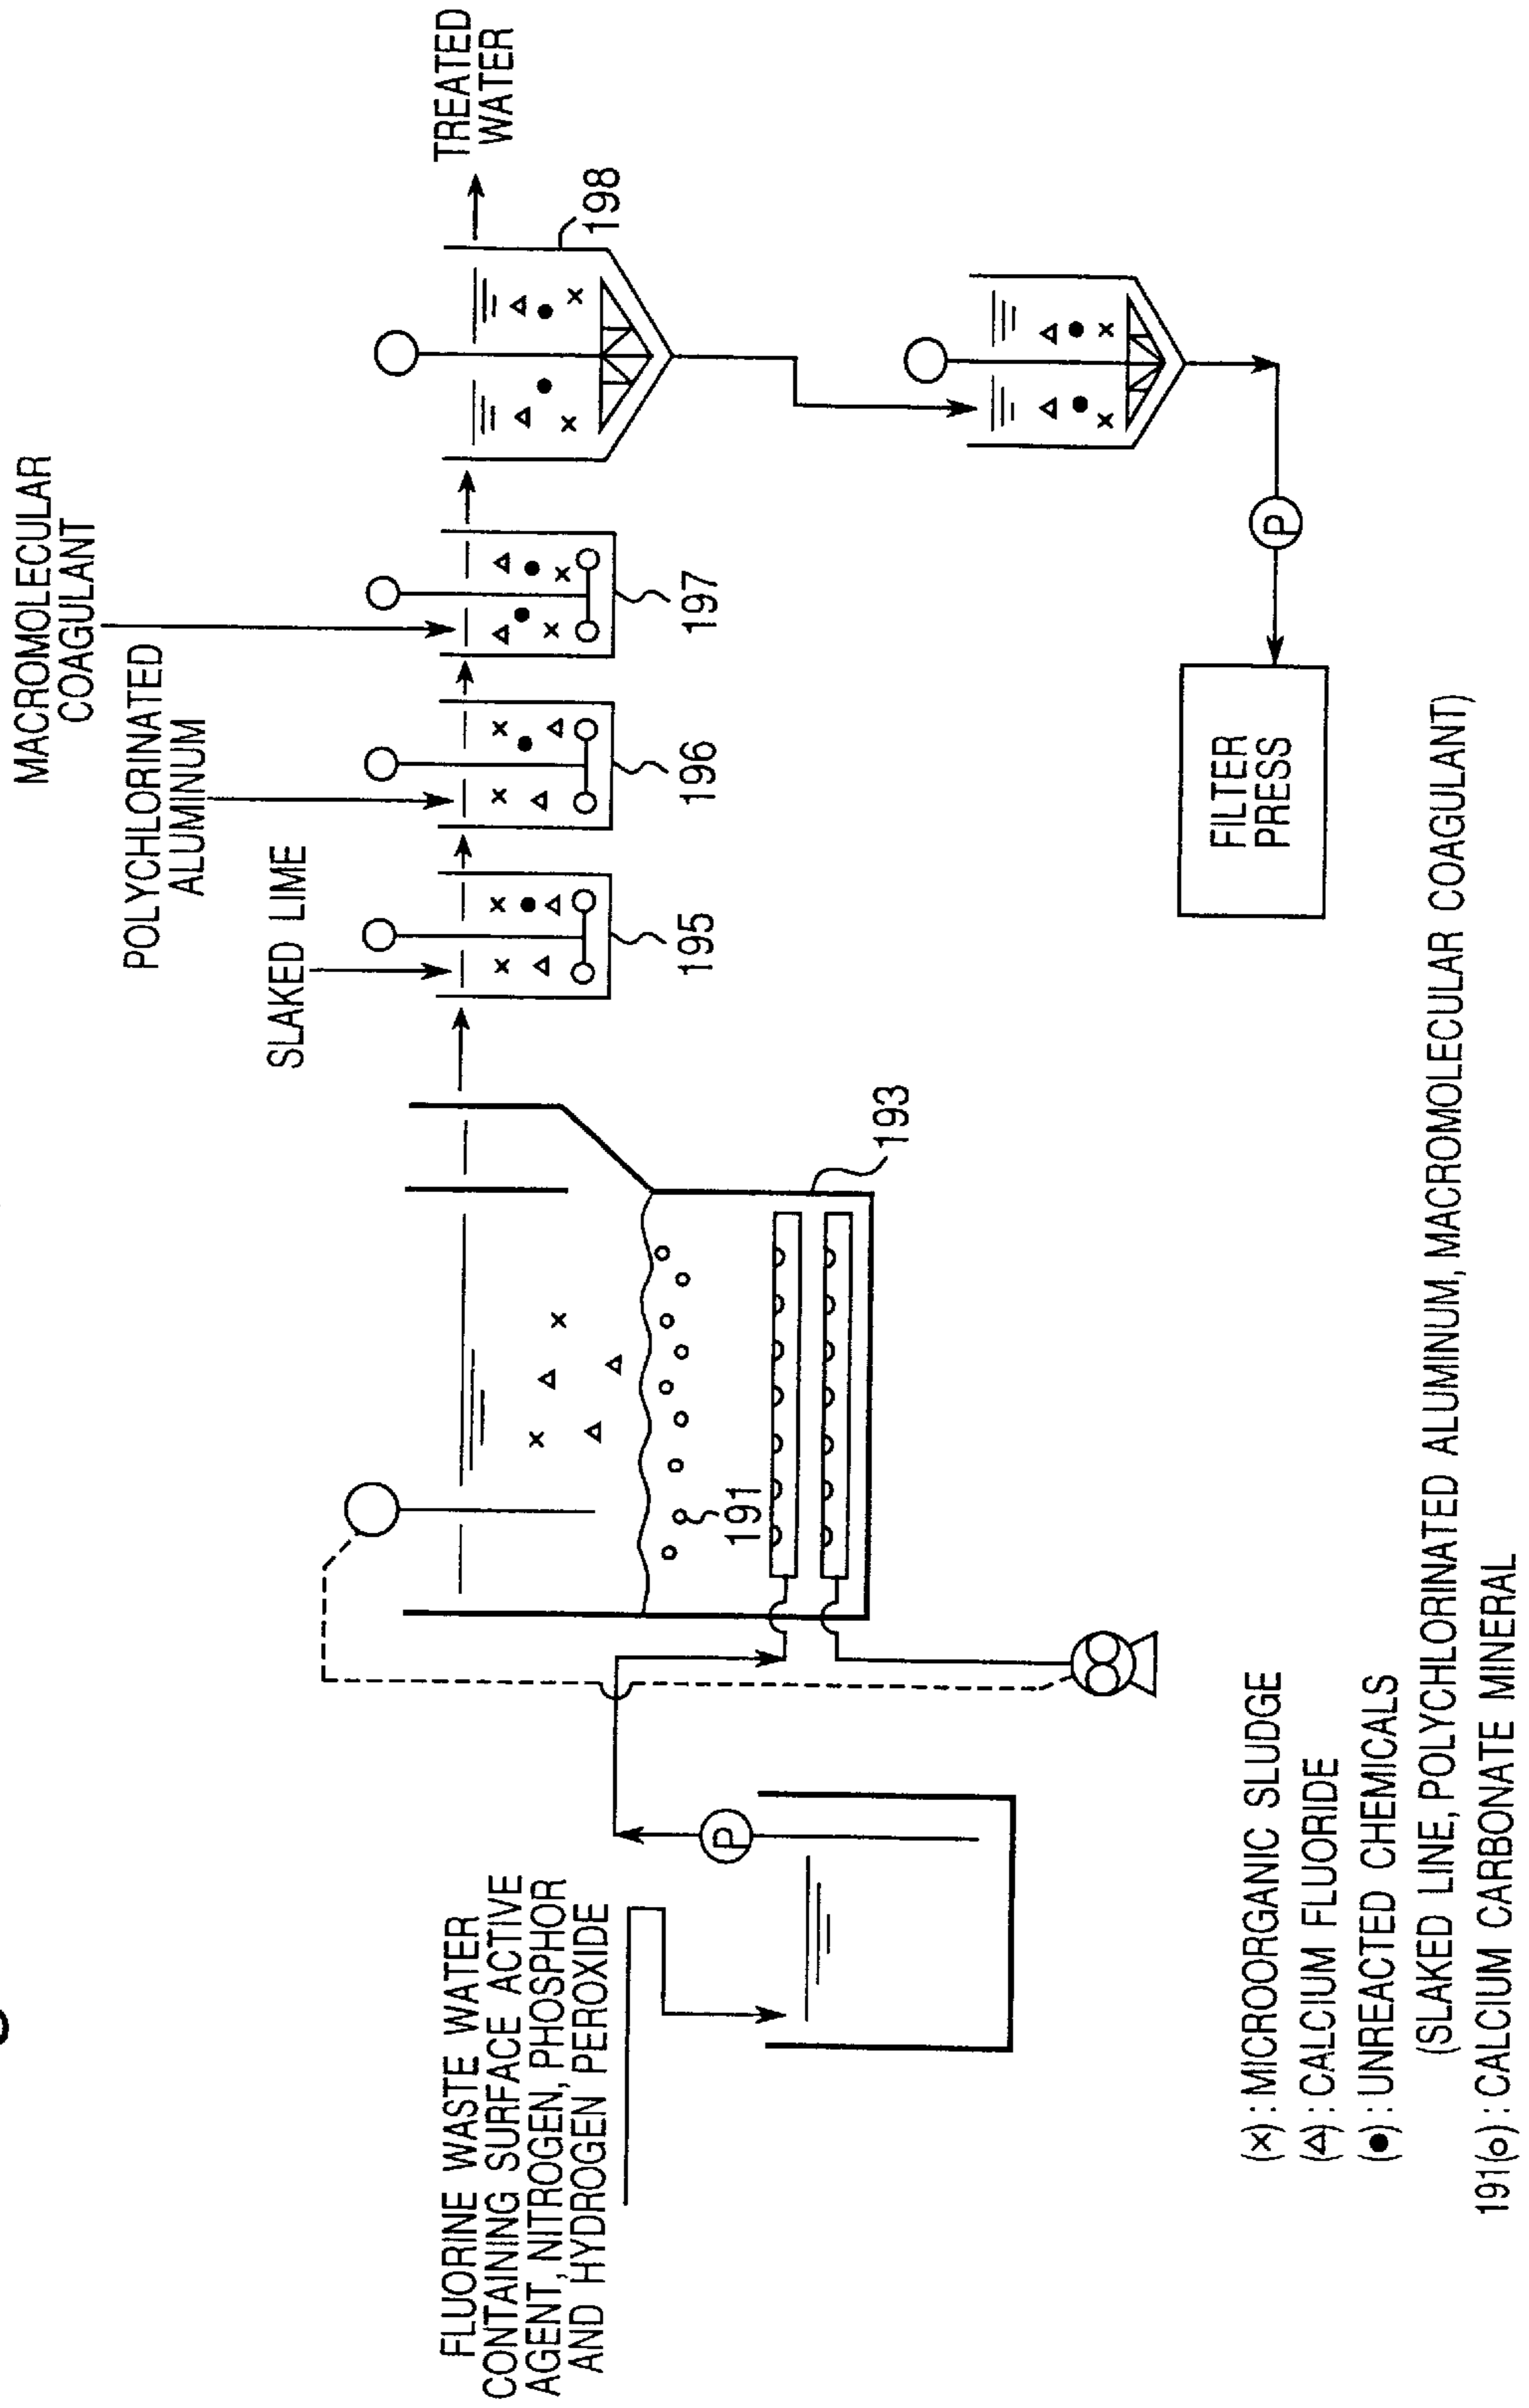 MACROMOLECULAR
COAGULANT
POLYCHLORINATED
ALUMINUM
SLAKED LIME
TREATED
WATER
FLUORINE WASTE WATER
CONTAINING SURFACE ACTIVE
AGENT, NITROGEN, PHOSPHOR
AND HYDROGEN PEROXIDE
P
191
193
195
196
197
198
P
FILTER
PRESS
(×) : MICROORGANIC SLUDGE
(△) : CALCIUM FLUORIDE
(●) : UNREACTED CHEMICALS
(SLAKED LINE, POLYCHLORINATED ALUMINUM, MACROMOLECULAR COAGULANT)
191(○) : CALCIUM CARBONATE MINERAL